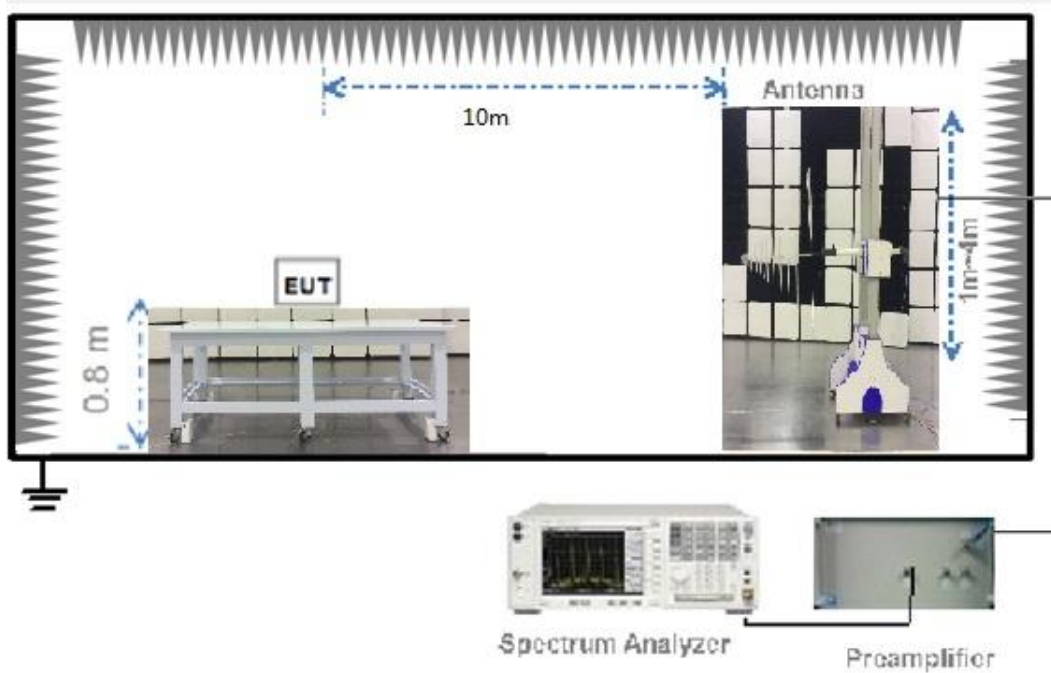 Antenna
10m
1m~4m
EUT
0.8 m
Spectrum Analyzer
Preamplifier